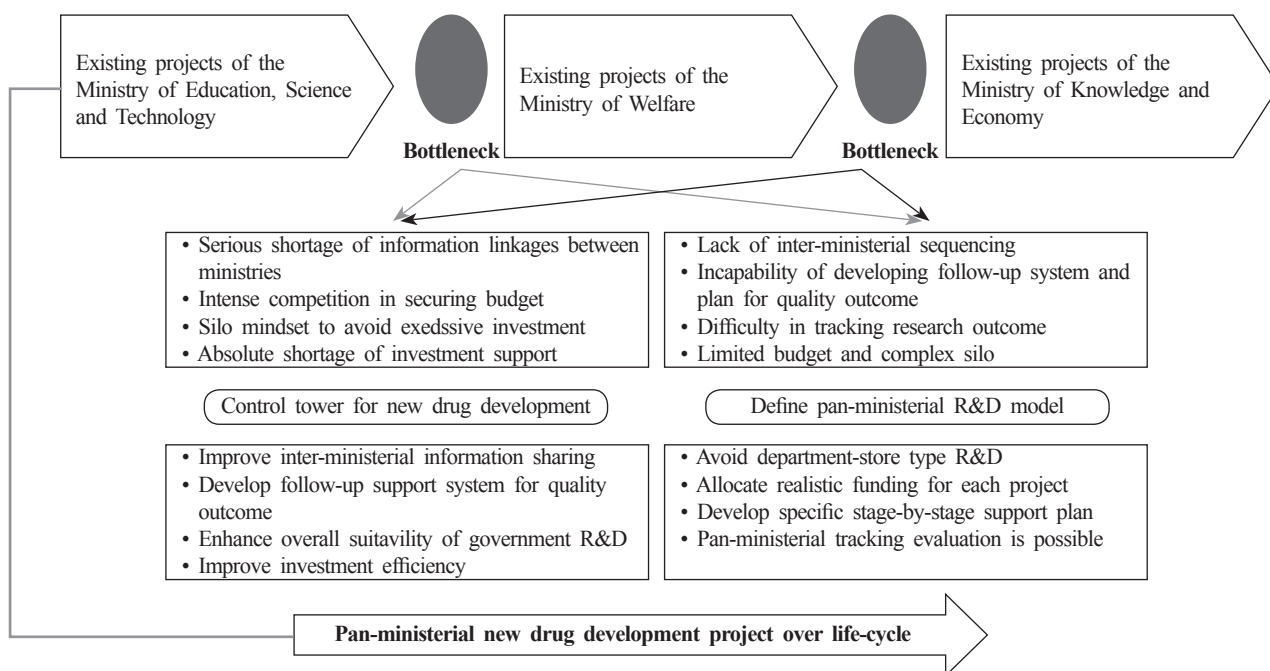 Existing projects of the
Ministry of Education, Science
and Technology
Bottleneck
Existing projects of the
Ministry of Welfare
Bottleneck
Existing projects of the
Ministry of Knowledge and
Economy
• Serious shortage of information linkages between
ministries
• Intense competition in securing budget
• Silo mindset to avoid exedssive investment
• Absolute shortage of investment support
• Lack of inter-ministerial sequencing
• Incapability of developing follow-up system and
plan for quality outcome
• Difficulty in tracking research outcome
• Limited budget and complex silo
Control tower for new drug development
Define pan-ministerial R&D model
• Improve inter-ministerial information sharing
• Develop follow-up support system for quality
outcome
• Enhance overall suitavility of government R&D
• Improve investment efficiency
• Avoid department-store type R&D
• Allocate realistic funding for each project
• Develop specific stage-by-stage support plan
• Pan-ministerial tracking evaluation is possible
Pan-ministerial new drug development project over life-cycle